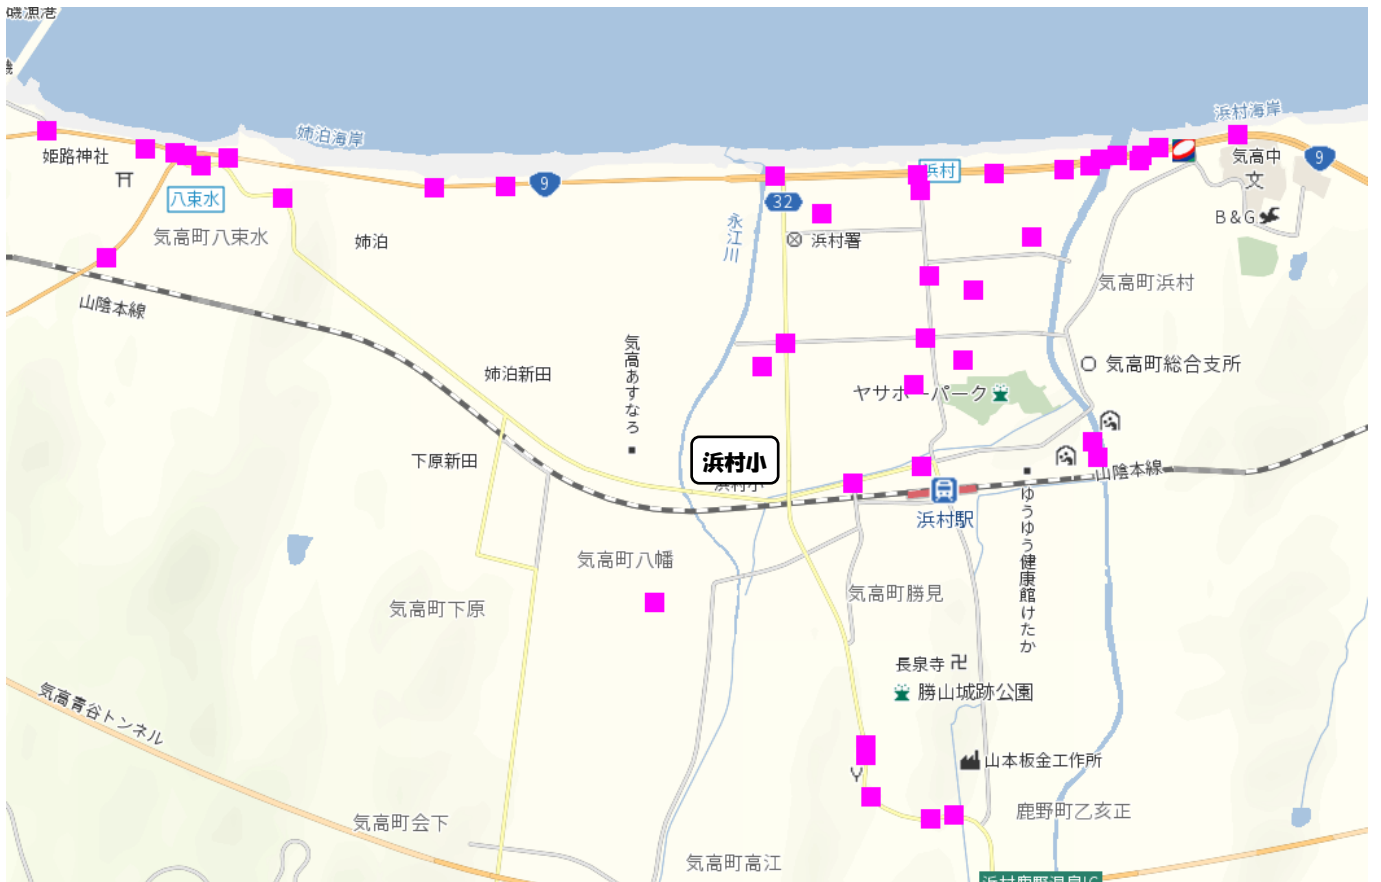 磯漁港
磯
姉泊海岸
浜村海岸
姫路神社
気高中
文
9
9
浜村
八束水
32
B&G
気高町八束水
姉泊
永江川
浜村署
気高町浜村
山陰本線
気高あすなろ
姉泊新田
気高町総合支所
ヤサホーパーク
下原新田
浜村小
浜村小
山陰本線
浜村駅
ゆうゆう健康館けたか
気高町八幡
気高町下原
気高町勝見
長泉寺
勝山城跡公園
気高青谷トンネル
山本板金工作所
鹿野町乙亥正
気高町会下
気高町高江
浜村鹿野温泉IC